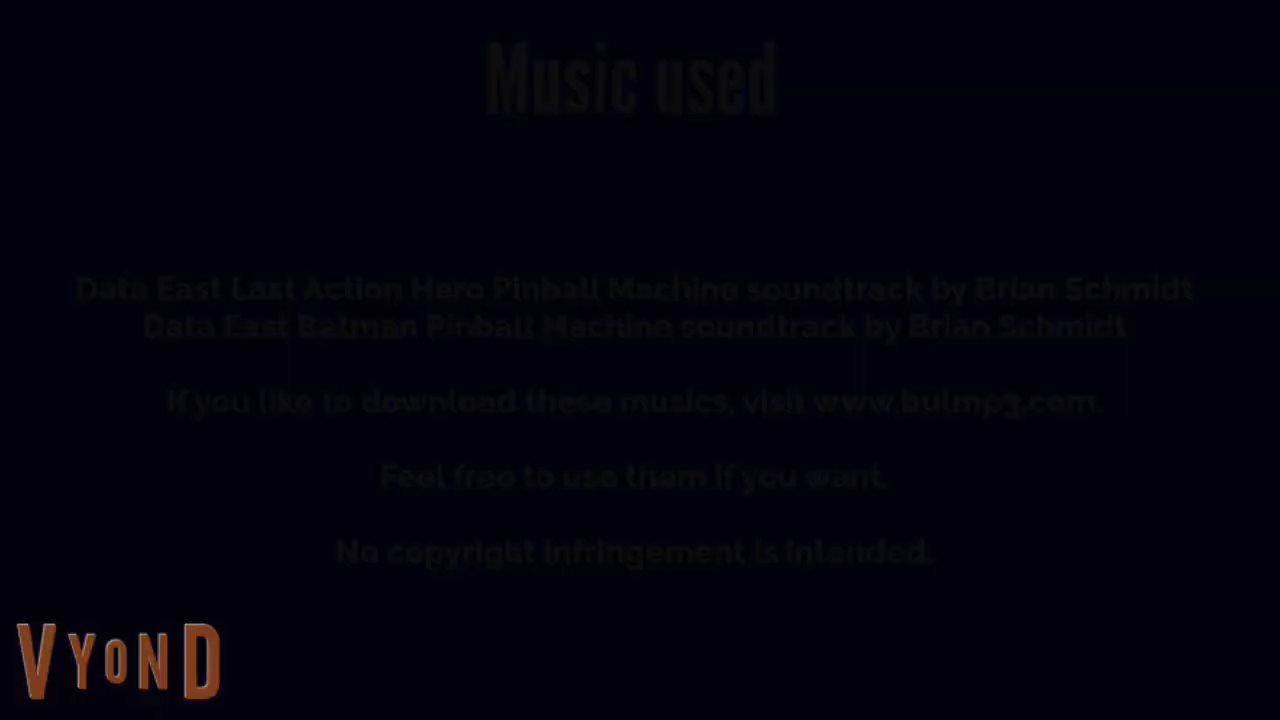 Music used
Data East Last Action Hero Pinball Machine soundtrack by Brian Schmidt
Data East Batman Pinball Machine soundtrack by Brian Schmidt
If you like to download these musics, visit www.bulmp3.com
Feel free to use them if you want.
No copyright infringement is intended.
VYOND